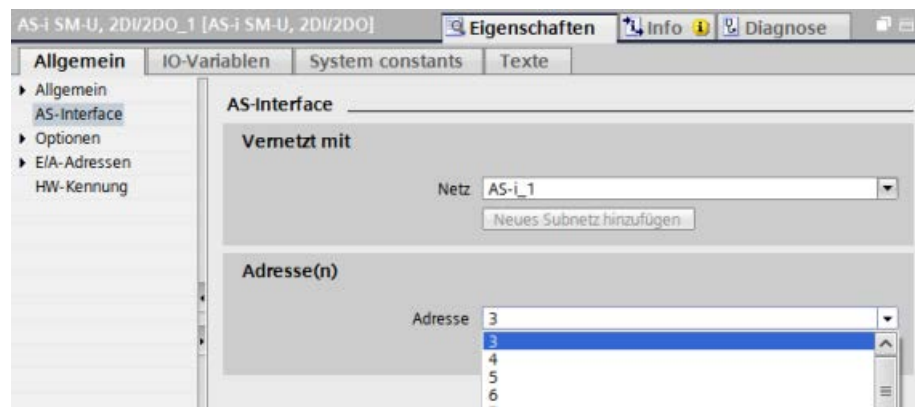 AS-i SM-U, 2DI/2DO_1 [AS-i SM-U, 2DI/2DO]
Eigenschaften
Info
Diagnose
Allgemein
IO-Variablen
System constants
Texte
Allgemein
AS-Interface
Optionen
E/A-Adressen
HW-Kennung
AS-Interface
Vernetzt mit
Netz AS-i_1
Neues Subnetz hinzufügen
Adresse(n)
Adresse 3
3
4
5
6